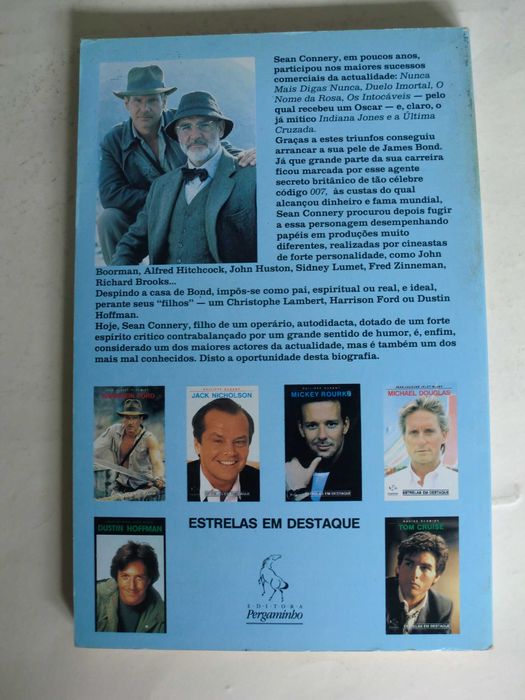 Sean Connery, em poucos anos,
participou nos maiores sucessos
comerciais da actualidade: Nunca
Mais Digas Nunca, Duelo Imortal, O
Nome da Rosa, Os Intocáveis — pelo
qual recebeu um Oscar — e, claro, o
já mítico Indiana Jones e a Última
Cruzada.
Graças a estes triunfos conseguiu
arrancar a sua pele de James Bond.
Já que grande parte da sua carreira
ficou marcada por esse agente
secreto britânico de tão célebre
código 007, às custas do qual
alcançou dinheiro e fama mundial,
Sean Connery procurou depois fugir
a essa personagem desempenhando
papéis em produções muito
diferentes, realizadas por cineastas
de forte personalidade, como John
Boorman, Alfred Hitchcock, John Huston, Sidney Lumet, Fred Zinneman,
Richard Brooks...
Despindo a casa de Bond, impôs-se como pai, espiritual ou real, e ideal,
perante seus "filhos" — um Christophe Lambert, Harrison Ford ou Dustin
Hoffman.
Hoje, Sean Connery, filho de um operário, autodidacta, dotado de um forte
espírito crítico contrabalançado por um grande sentido de humor, é, enfim,
considerado um dos maiores actores da actualidade, mas é também um dos
mais mal conhecidos. Disto a oportunidade desta biografia.
HARRISON FORD
JACK NICHOLSON
MICKEY ROURKE
MICHAEL DOUGLAS
ESTRELAS EM DESTAQUE
DUSTIN HOFFMAN
ESTRELAS EM DESTAQUE
EDITORA
Pergaminho
TOM CRUISE
ESTRELAS EM DESTAQUE